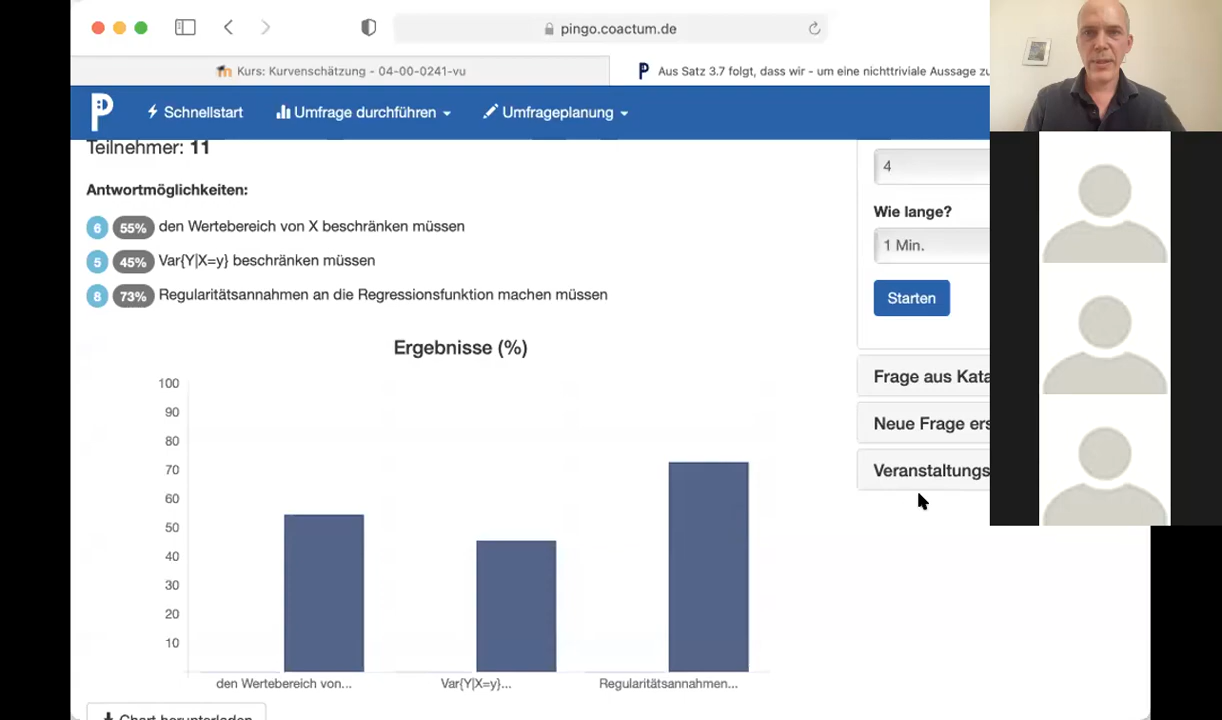 pingo.coactum.de
Kurs: Kurvenschätzung - 04-00-0241-vu
Aus Satz 3.7 folgt, dass wir - um eine nichttriviale Aussage zu
Schnellstart
Umfrage durchführen
Umfrageplanung
Teilnehmer: 11
4
Antwortmöglichkeiten:
Wie lange?
6 55% den Wertebereich von X beschränken müssen
1 Min.
5 45% Var{Y|X=y} beschränken müssen
8 73% Regularitätsannahmen an die Regressionsfunktion machen müssen
Starten
Ergebnisse (%)
Frage aus Kata
Neue Frage ers
Veranstaltungs
100
90
80
70
60
50
40
30
20
10
den Wertebereich von...
Var{Y|X=y}...
Regularitätsannahmen...
Chart herunterladen